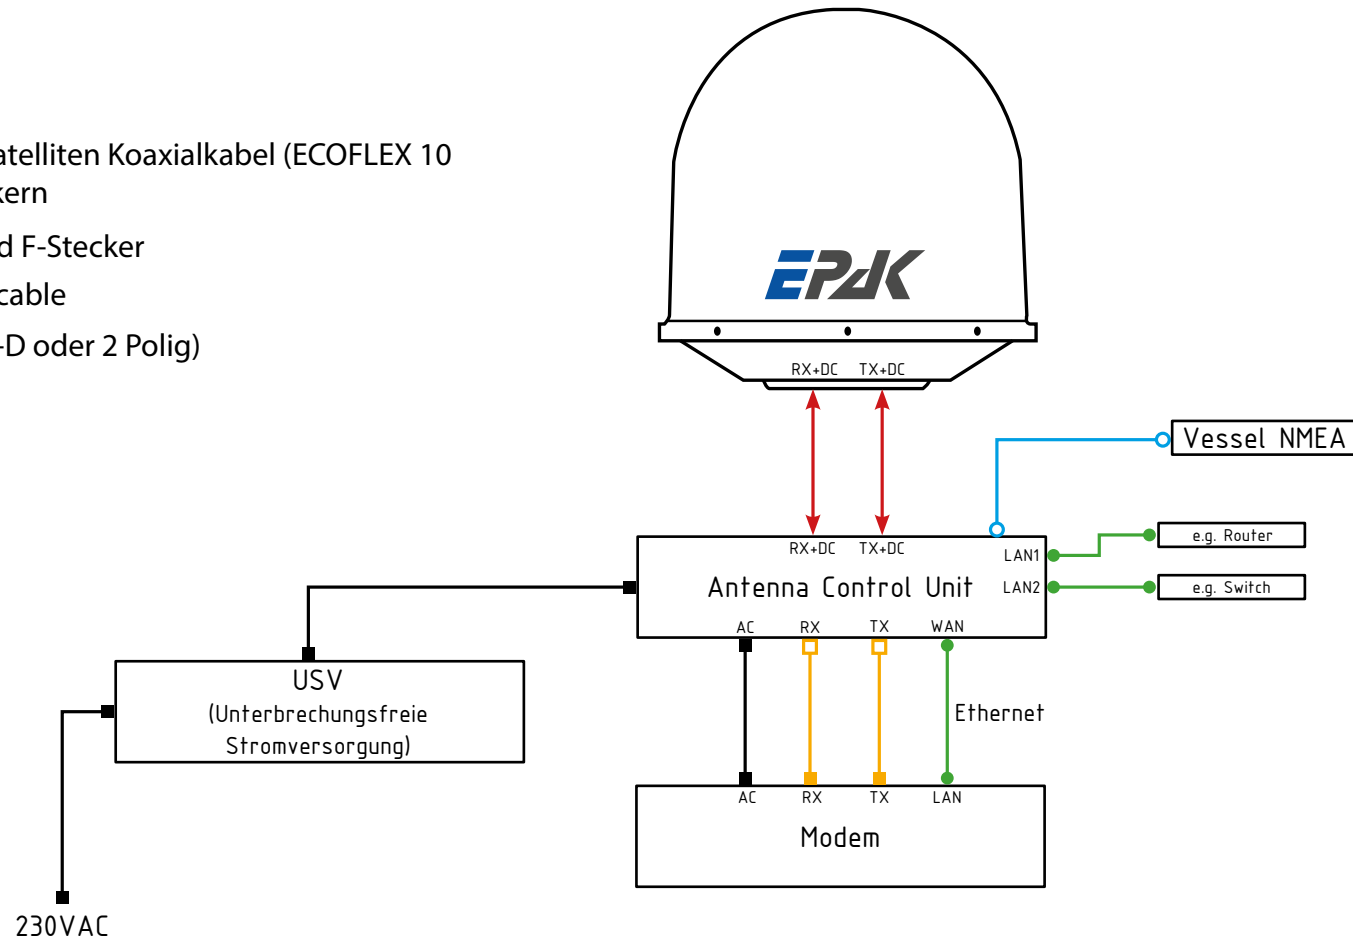 atelliten Koaxialkabel (ECOFLEX 10
kern
d F-Stecker
cable
-D oder 2 Polig)
EPAK
RX+DC TX+DC
Vessel NMEA
RX+DC TX+DC
LAN1
e.g. Router
Antenna Control Unit
LAN2
e.g. Switch
AC RX TX WAN
USV
(Unterbrechungsfreie
Stromversorgung)
Ethernet
AC RX TX LAN
Modem
230VAC